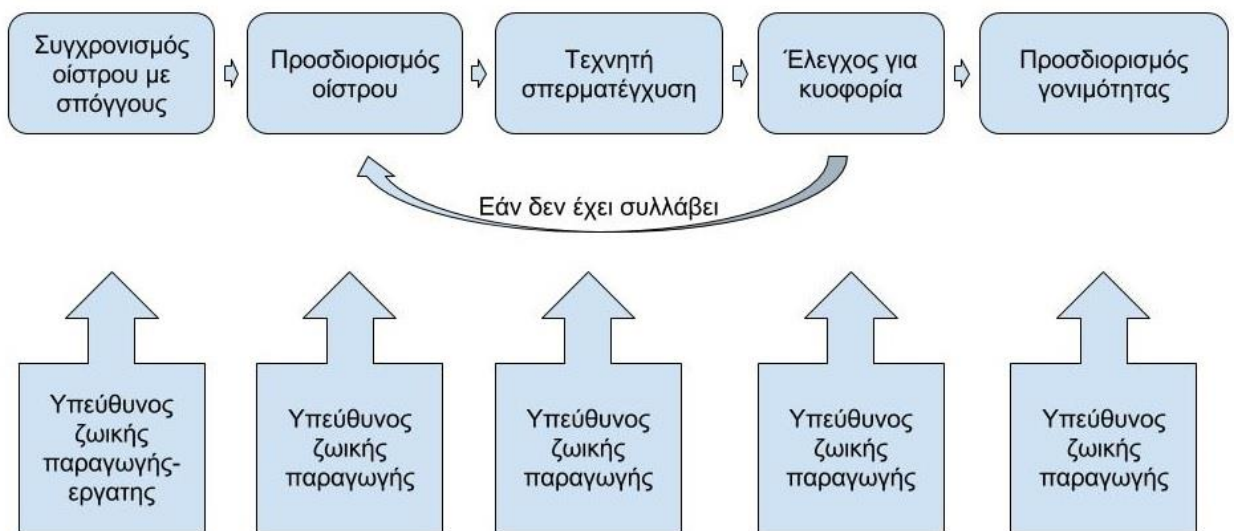 Συγχρονισμός
οίστρου με
σπόγγους
Προσδιορισμός
οίστρου
Τεχνητή
σπερματέγχυση
Έλεγχος για
κυοφορία
Προσδιορισμός
γονιμότητας
Εάν δεν έχει συλλάβει
Υπεύθυνος
ζωικής
παραγωγής-
εργατης
Υπεύθυνος
ζωικής
παραγωγής
Υπεύθυνος
ζωικής
παραγωγής
Υπεύθυνος
ζωικής
παραγωγής
Υπεύθυνος
ζωικής
παραγωγής